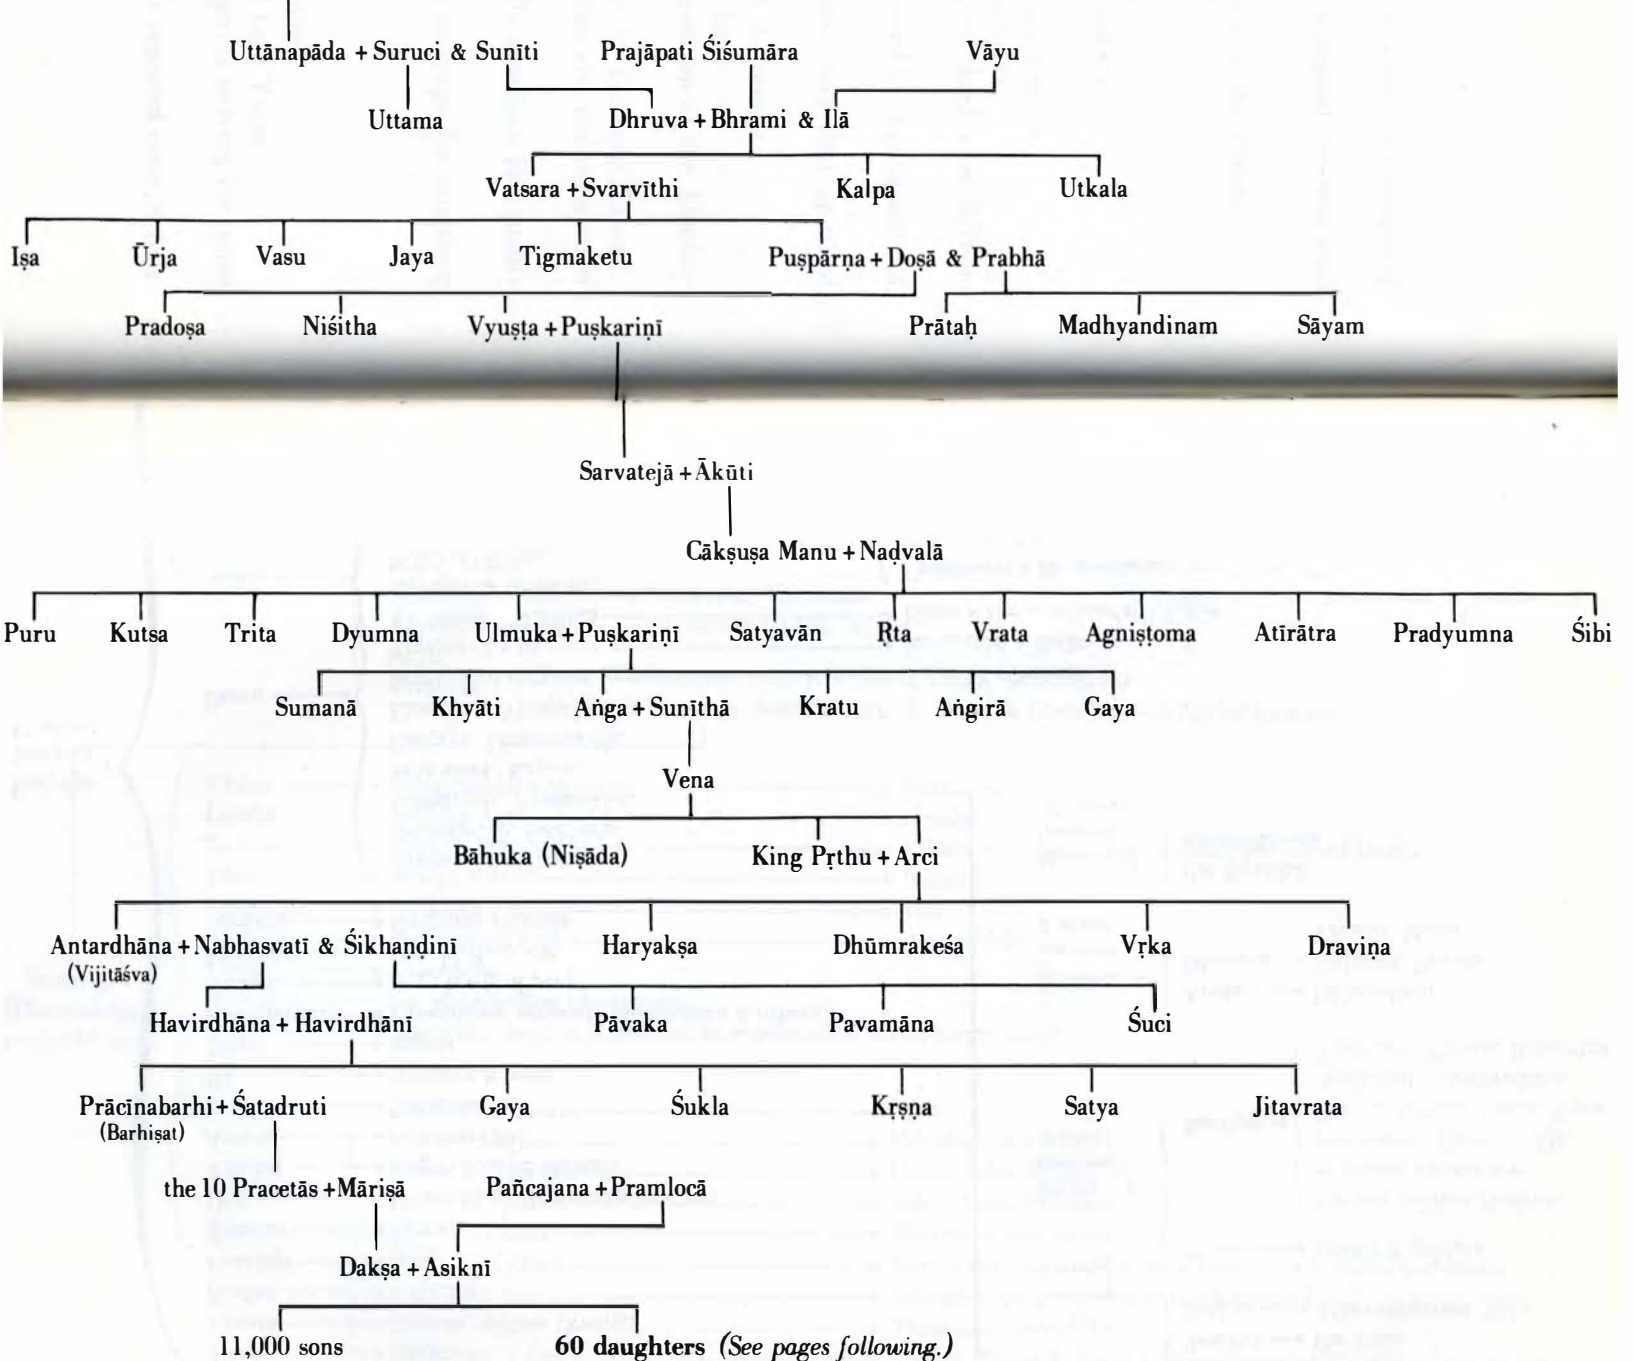 Uttānapāda + Suruci & Sunīti Prajāpati Śiśumāra Vāyu
Uttama Dhruva + Bhrami & Ilā
Vatsara + Svarvīthi Kalpa Utkala
Iṣa Ūrja Vasu Jaya Tigmaketu Puṣpārṇa + Doṣā & Prabhā
Pradoṣa Niśitha Vyuṣṭa + Puṣkariṇī Prātaḥ Madhyandinam Sāyam
Sarvatejā + Ākūti
Cākṣuṣa Manu + Naḍvalā
Puru Kutsa Trita Dyumna Ulmuka + Puṣkariṇī Satyavān Ṛta Vrata Agniṣṭoma Atīrātra Pradyumna Śibi
Sumanā Khyāti Aṅga + Sunīthā Kratu Aṅgirā Gaya
Vena
Bāhuka (Niṣāda) King Pṛthu + Arci
Antardhāna + Nabhasvatī & Śikhaṇḍinī Haryakṣa Dhūmrakeśa Vṛka Draviṇa
(Vijitāśva)
Havirdhāna + Havirdhānī Pāvaka Pavamāna Śuci
Prācīnabarhi + Śatadruti Gaya Śukla Kṛṣṇa Satya Jitavrata
(Barhiṣat)
the 10 Pracetās + Māriṣā Pañcajana + Pramlocā
Dakṣa + Asiknī
11,000 sons 60 daughters (See pages following.)